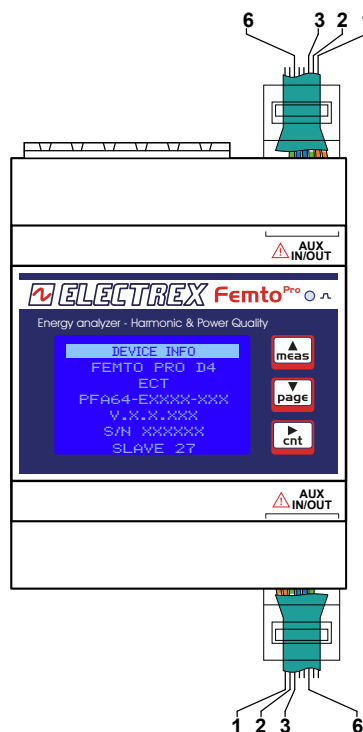 6 3 2
AUX
IN/OUT
ELECTREX Femto Pro
Energy analyzer - Harmonic & Power Quality
DEVICE INFO
FEMTO PRO D4
ECT
PFA64-EXXXX-XXX
V.X.X.XXX
S/N XXXXXX
SLAVE 27
meas
page
cnt
AUX
IN/OUT
1 2 3 6